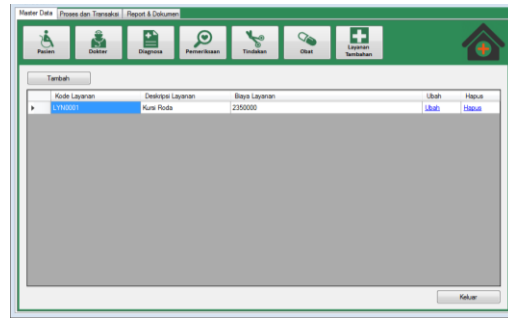 Master Data Proses dan Transaksi Report & Dokumen
Pasien Dokter Diagnosa Pemeriksaan Tindakan Obat Layanan Tambahan
Tambah
Kode Layanan Deskripsi Layanan Biaya Layanan Ubah Hapus
LYN0001 Kursi Roda 2350000 Ubah Hapus
Keluar